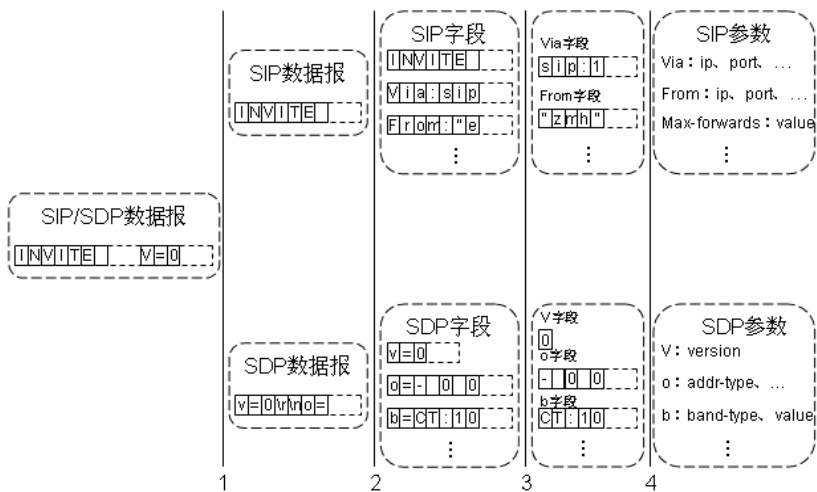 SIP/SDP数据报
INVITE V=0
SIP数据报
INVITE
SDP数据报
v=0\r\no=
SIP字段
INVITE
Via:sip
From:"e
⋮
SDP字段
v=0
o=- 0 0
b=CT:10
⋮
Via字段
sip:1
From字段
"zmh"
⋮
V字段
0
o字段
- 0 0
b字段
CT:10
⋮
SIP参数
Via：ip、port、…
From：ip、port、…
Max-forwards：value
⋮
SDP参数
V：version
o：addr-type、…
b：band-type、value
⋮
1 2 3 4